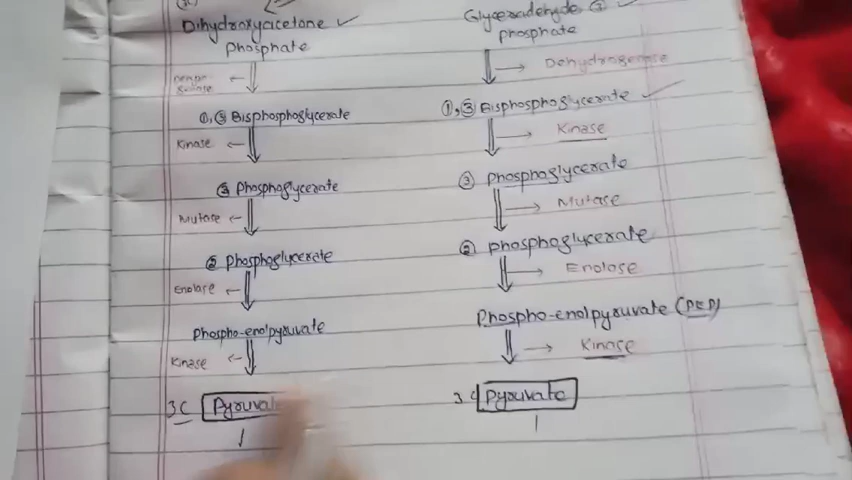 Dihydroxyacetone
phosphate
Glyceraldehyde 3
phosphate
Dehydrogenase
①,③ Bisphosphoglycerate
①,③ Bisphosphoglycerate
Kinase
Kinase
③ Phosphoglycerate
③ phosphoglycerate
Mutase
Mutase
② phosphoglycerate
② phosphoglycerate
Enolase
Enolase
Phospho-enolpyruvate
Phospho-enolpyruvate (PEP)
Kinase
Kinase
3C Pyruvate
3C Pyruvate